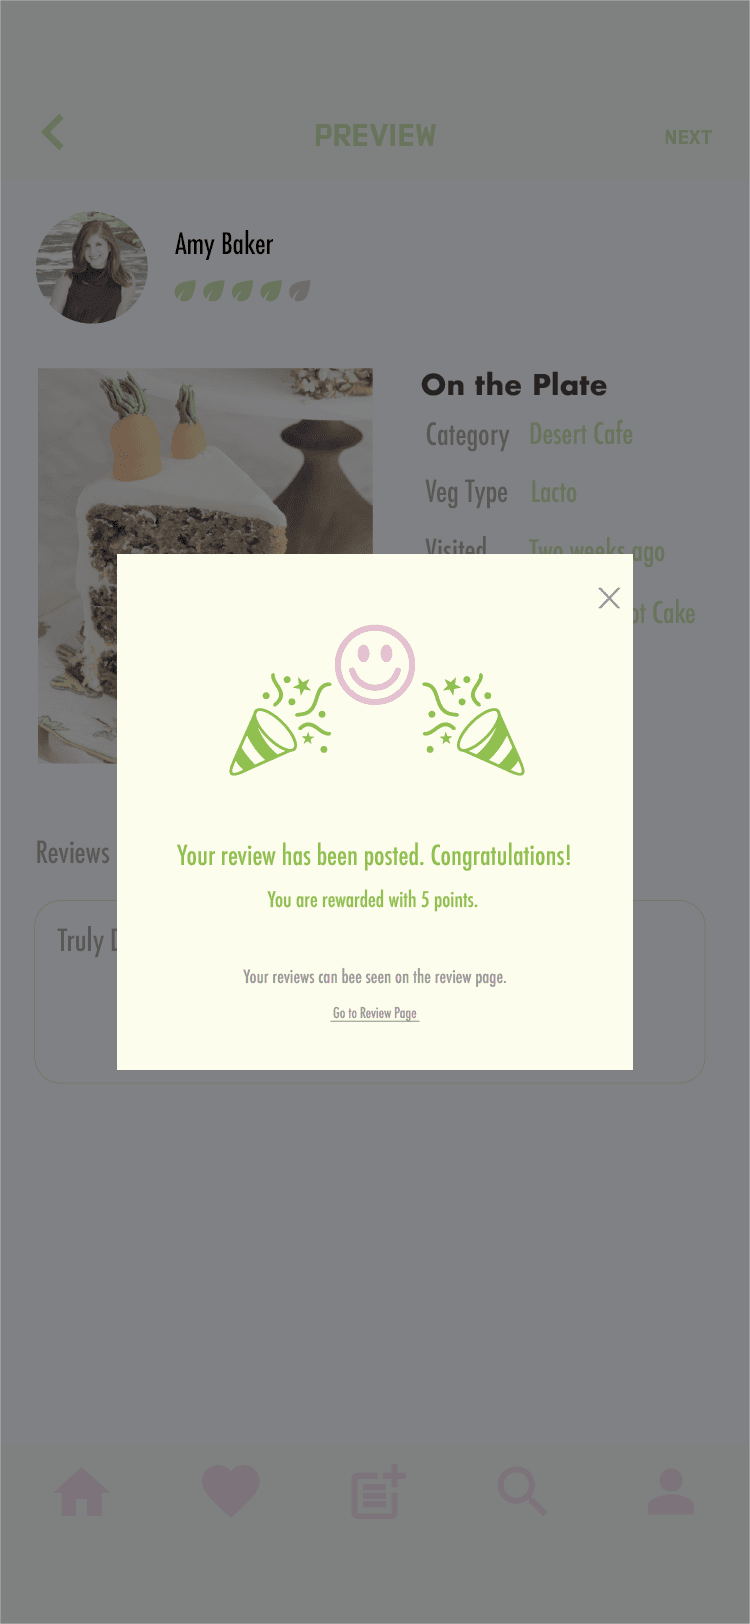 PREVIEW
NEXT
Amy Baker
On the Plate
Category Desert Cafe
Veg Type Lacto
Visited Two weeks ago
Cake
Your review has been posted. Congratulations!
You are rewarded with 5 points.
Reviews
Truly
Your reviews can bee seen on the review page.
Go to Review Page